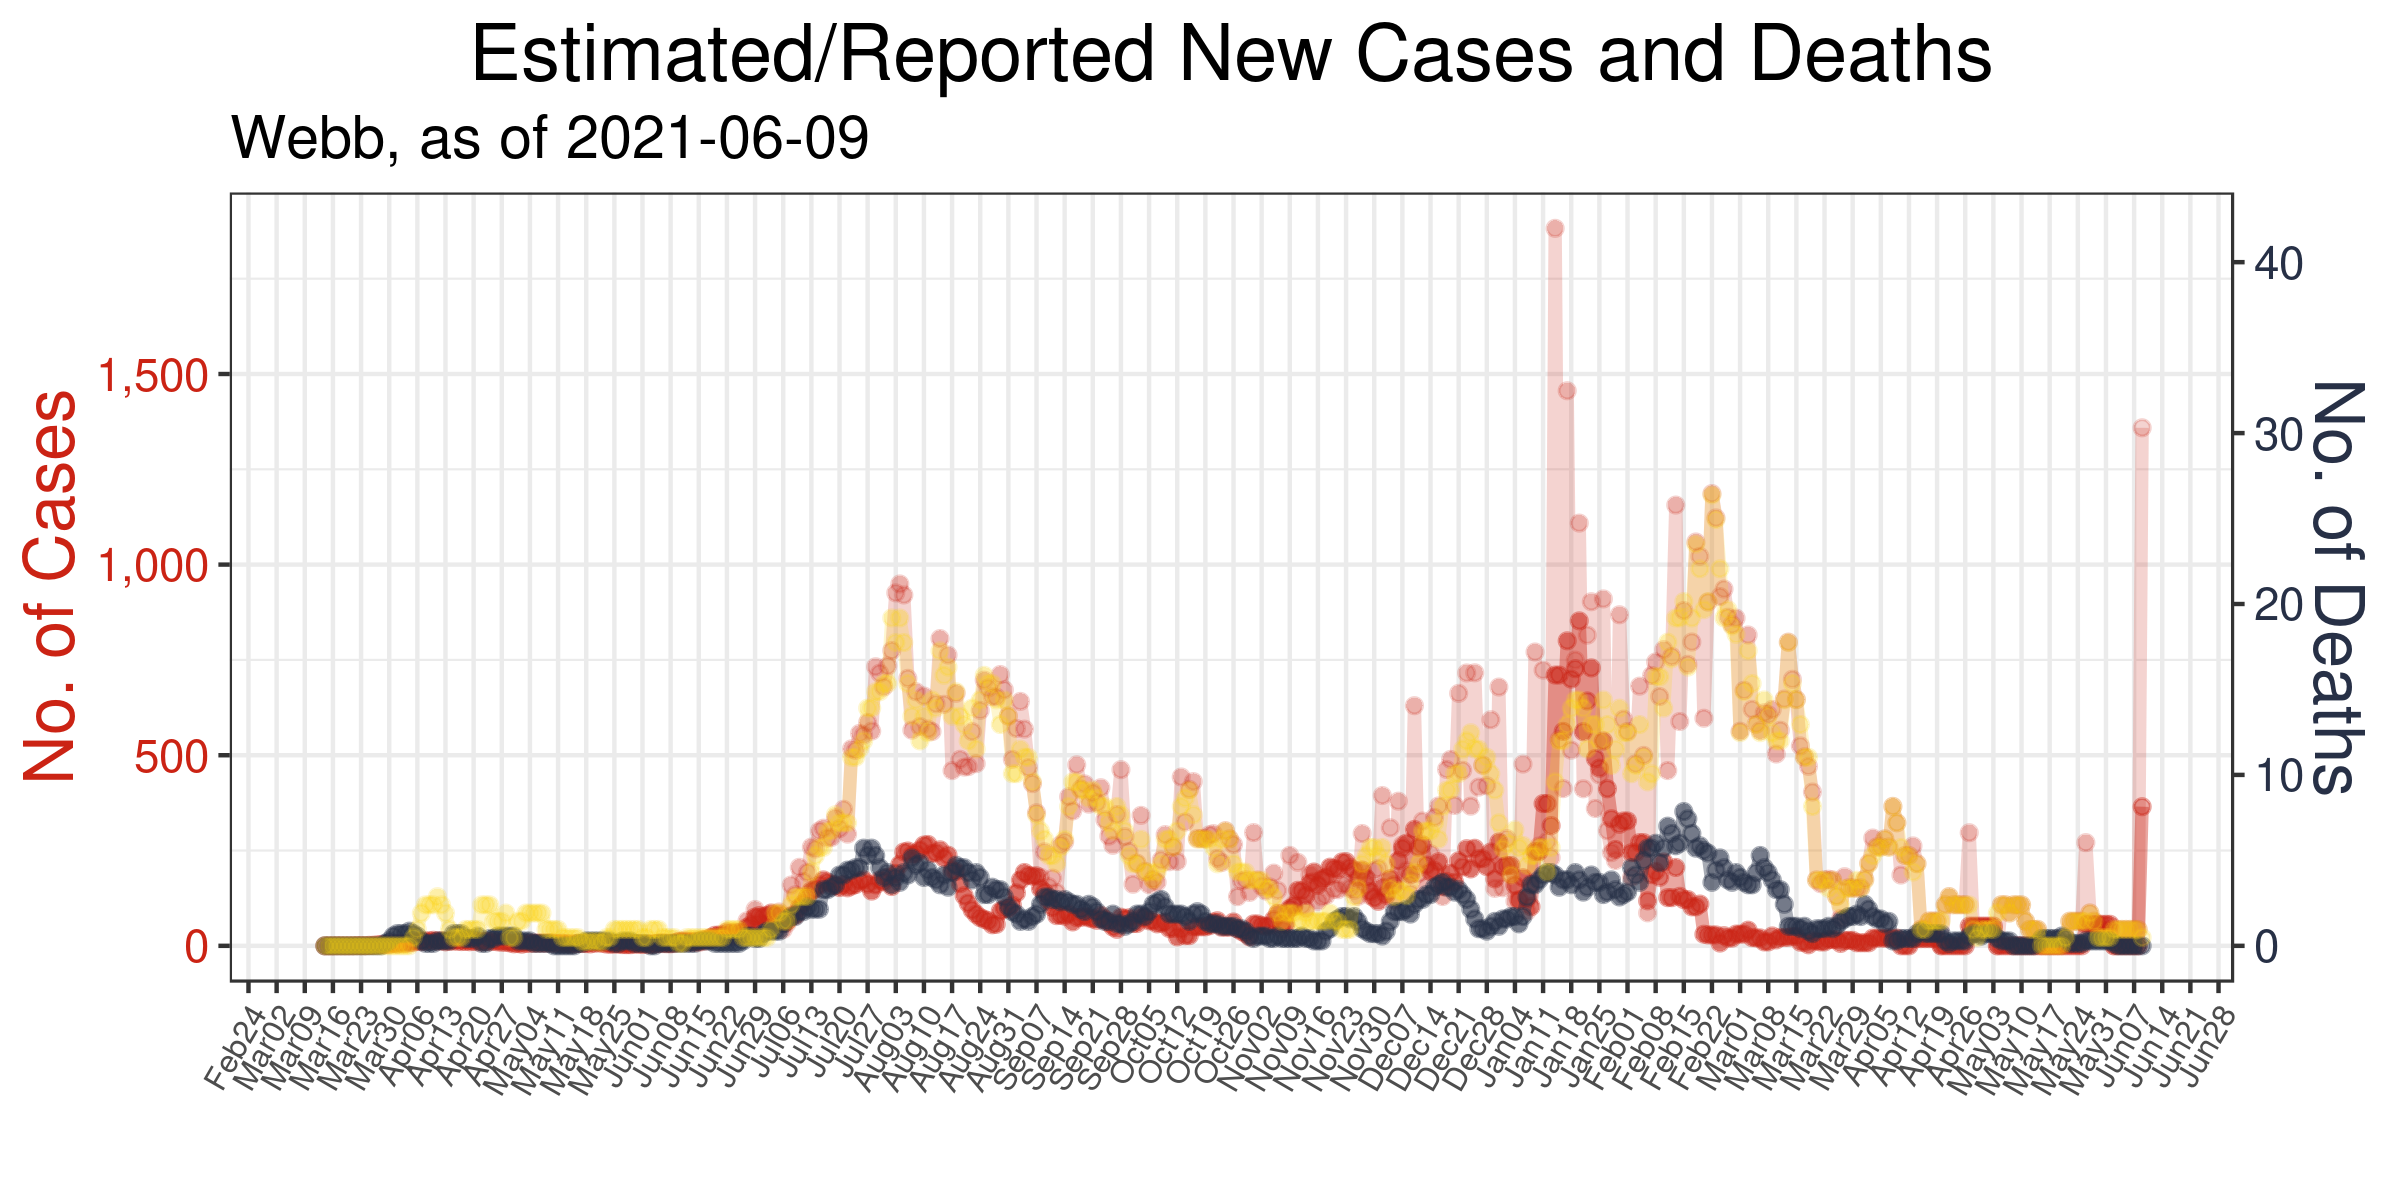 Estimated/Reported New Cases and Deaths
Webb, as of 2021-06-09
No. of Cases
1,500
1,000
500
0
40
30
20
10
0
No. of Deaths
Feb24
Mar02
Mar09
Mar16
Mar23
Mar30
Apr06
Apr13
Apr20
Apr27
May04
May11
May18
May25
Jun01
Jun08
Jun15
Jun22
Jun29
Jul06
Jul13
Jul20
Jul27
Aug03
Aug10
Aug17
Aug24
Aug31
Sep07
Sep14
Sep21
Sep28
Oct05
Oct12
Oct19
Oct26
Nov02
Nov09
Nov16
Nov23
Nov30
Dec07
Dec14
Dec21
Dec28
Jan04
Jan11
Jan18
Jan25
Feb01
Feb08
Feb15
Feb22
Mar01
Mar08
Mar15
Mar22
Mar29
Apr05
Apr12
Apr19
Apr26
May03
May10
May17
May24
May31
Jun07
Jun14
Jun21
Jun28